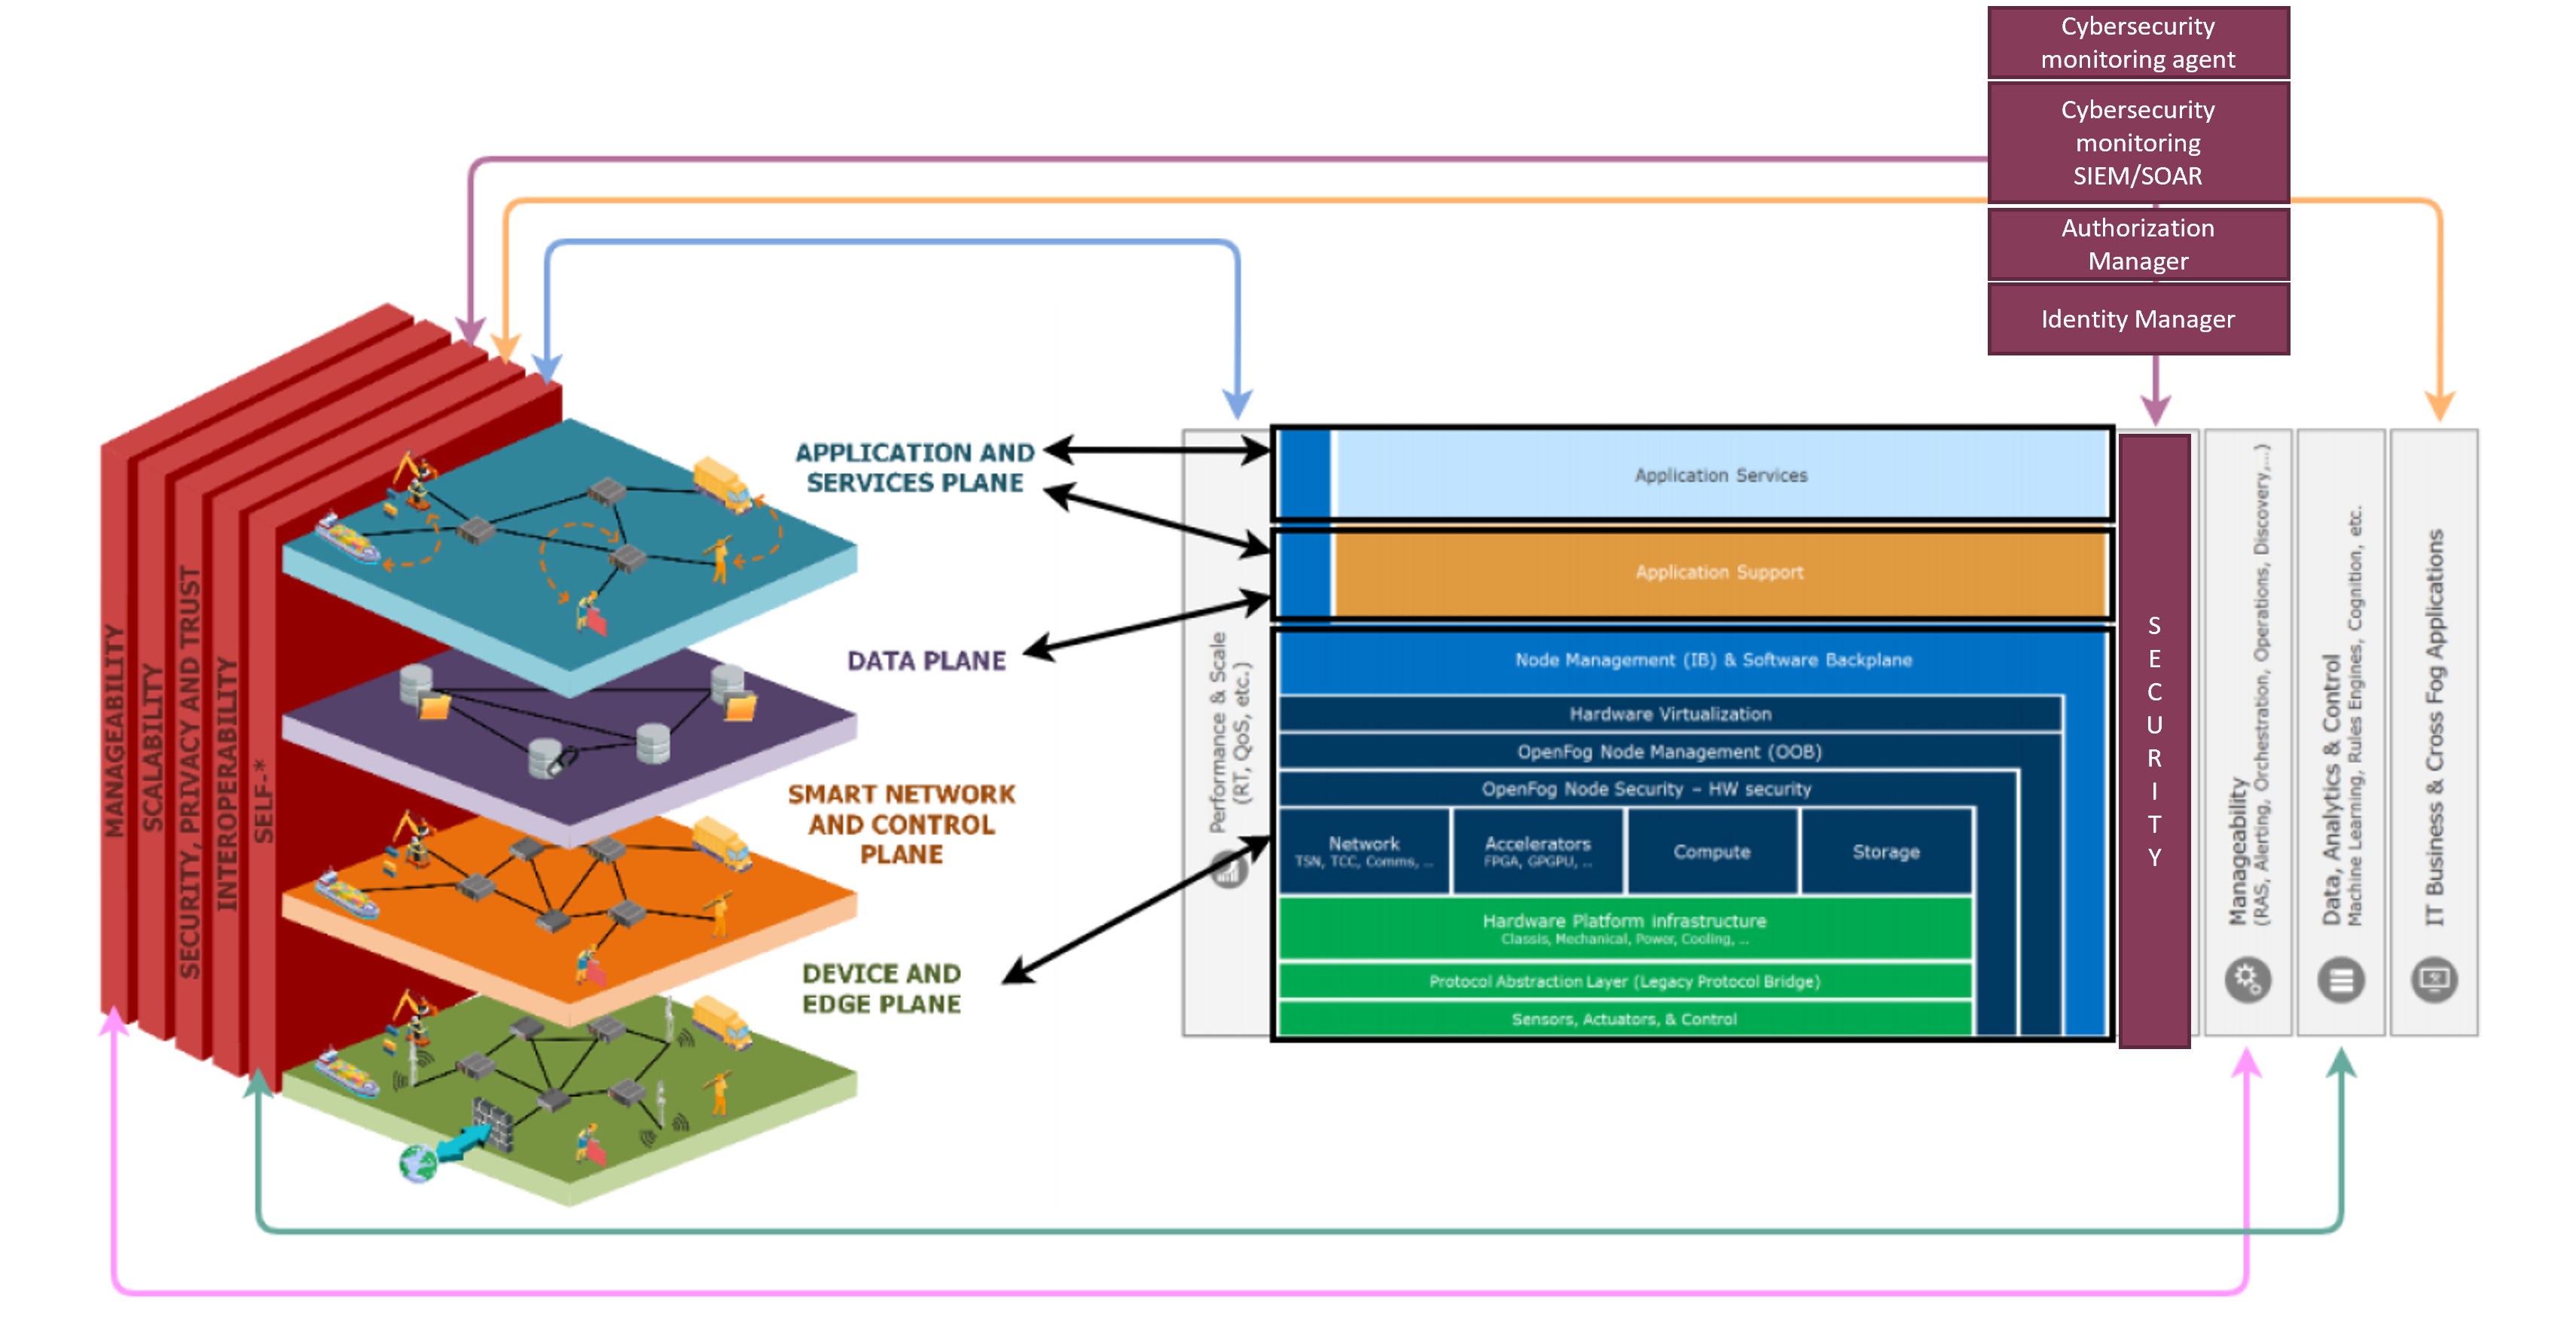 Cybersecurity
monitoring agent
Cybersecurity
monitoring
SIEM/SOAR
Authorization
Manager
Identity Manager
MANAGEABILITY
SCALABILITY
SECURITY, PRIVACY AND TRUST
INTEROPERABILITY
SELF-*
APPLICATION AND
SERVICES PLANE
DATA PLANE
SMART NETWORK
AND CONTROL
PLANE
DEVICE AND
EDGE PLANE
Performance & Scale
(RT, QoS, etc.)
Application Services
Application Support
Node Management (IB) & Software Backplane
Hardware Virtualization
OpenFog Node Management (OOB)
OpenFog Node Security – HW security
Network
TSN, TCC, Comms, ...
Accelerators
FPGA, GPGPU, ...
Compute
Storage
Hardware Platform infrastructure
Classis, Mechanical, Power, Cooling, ...
Protocol Abstraction Layer (Legacy Protocol Bridge)
Sensors, Actuators, & Control
SECURITY
Manageability
(RAS, Alerting, Orchestration, Operations, Discovery,...)
Data, Analytics & Control
Machine Learning, Rules Engines, Cognition, etc.
IT Business & Cross Fog Applications